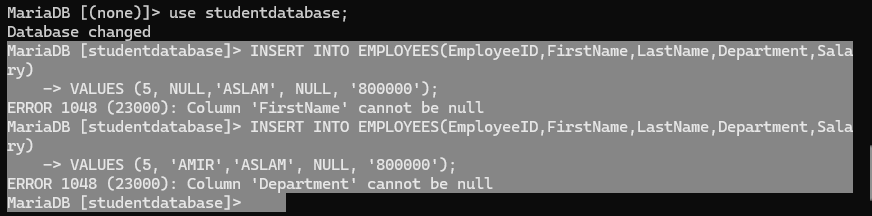 MariaDB [(none)]> use studentdatabase;
Database changed
MariaDB [studentdatabase]> INSERT INTO EMPLOYEES(EmployeeID,FirstName,LastName,Department,Sala
ry)
    -> VALUES (5, NULL,'ASLAM', NULL, '800000');
ERROR 1048 (23000): Column 'FirstName' cannot be null
MariaDB [studentdatabase]> INSERT INTO EMPLOYEES(EmployeeID,FirstName,LastName,Department,Sala
ry)
    -> VALUES (5, 'AMIR','ASLAM', NULL, '800000');
ERROR 1048 (23000): Column 'Department' cannot be null
MariaDB [studentdatabase]>